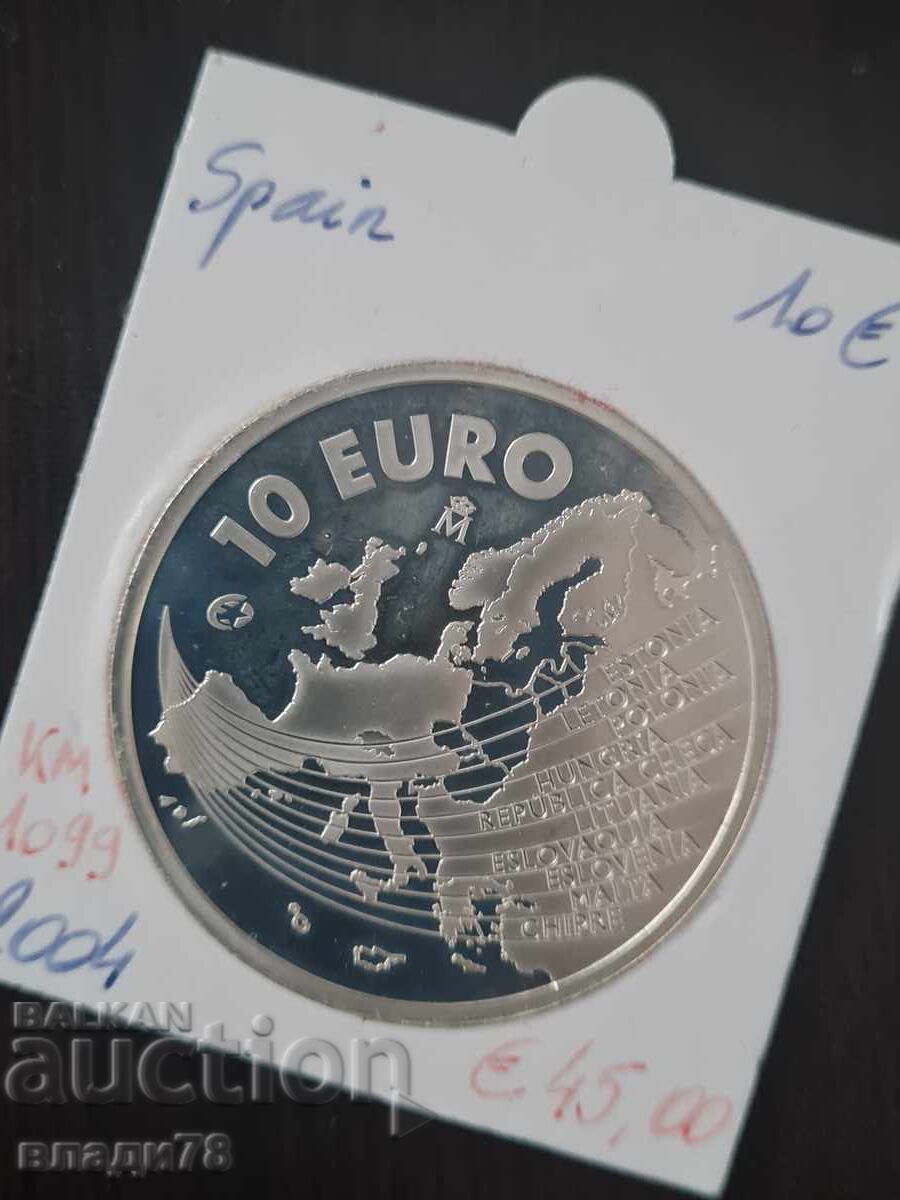 Spain
10 €
10 EURO
M
ESTONIA
LETONIA
POLONIA
HUNGRIA
REPUBLICA CHECA
LITUANIA
ESLOVAQUIA
ESLOVENIA
MALTA
CHIPRE
KM
1099
2004
€ 45,00
BALKAN
auction
влади78